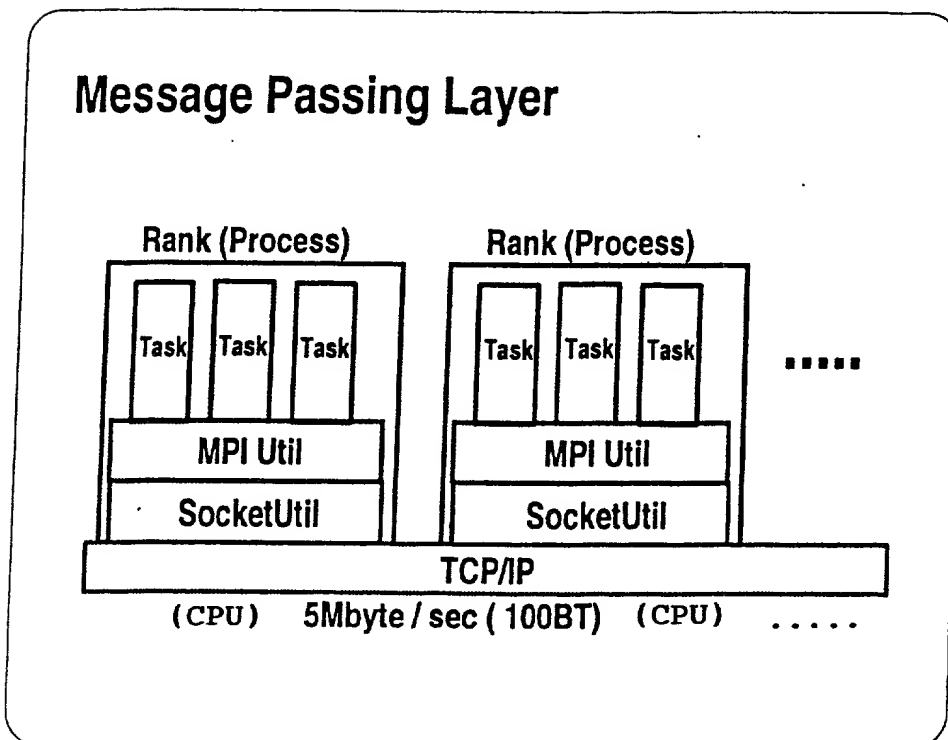 Message Passing Layer
Rank (Process) Rank (Process)
Task Task Task Task Task Task .....
MPI Util MPI Util
SocketUtil SocketUtil
TCP/IP
(CPU) 5Mbyte / sec ( 100BT) (CPU) .....